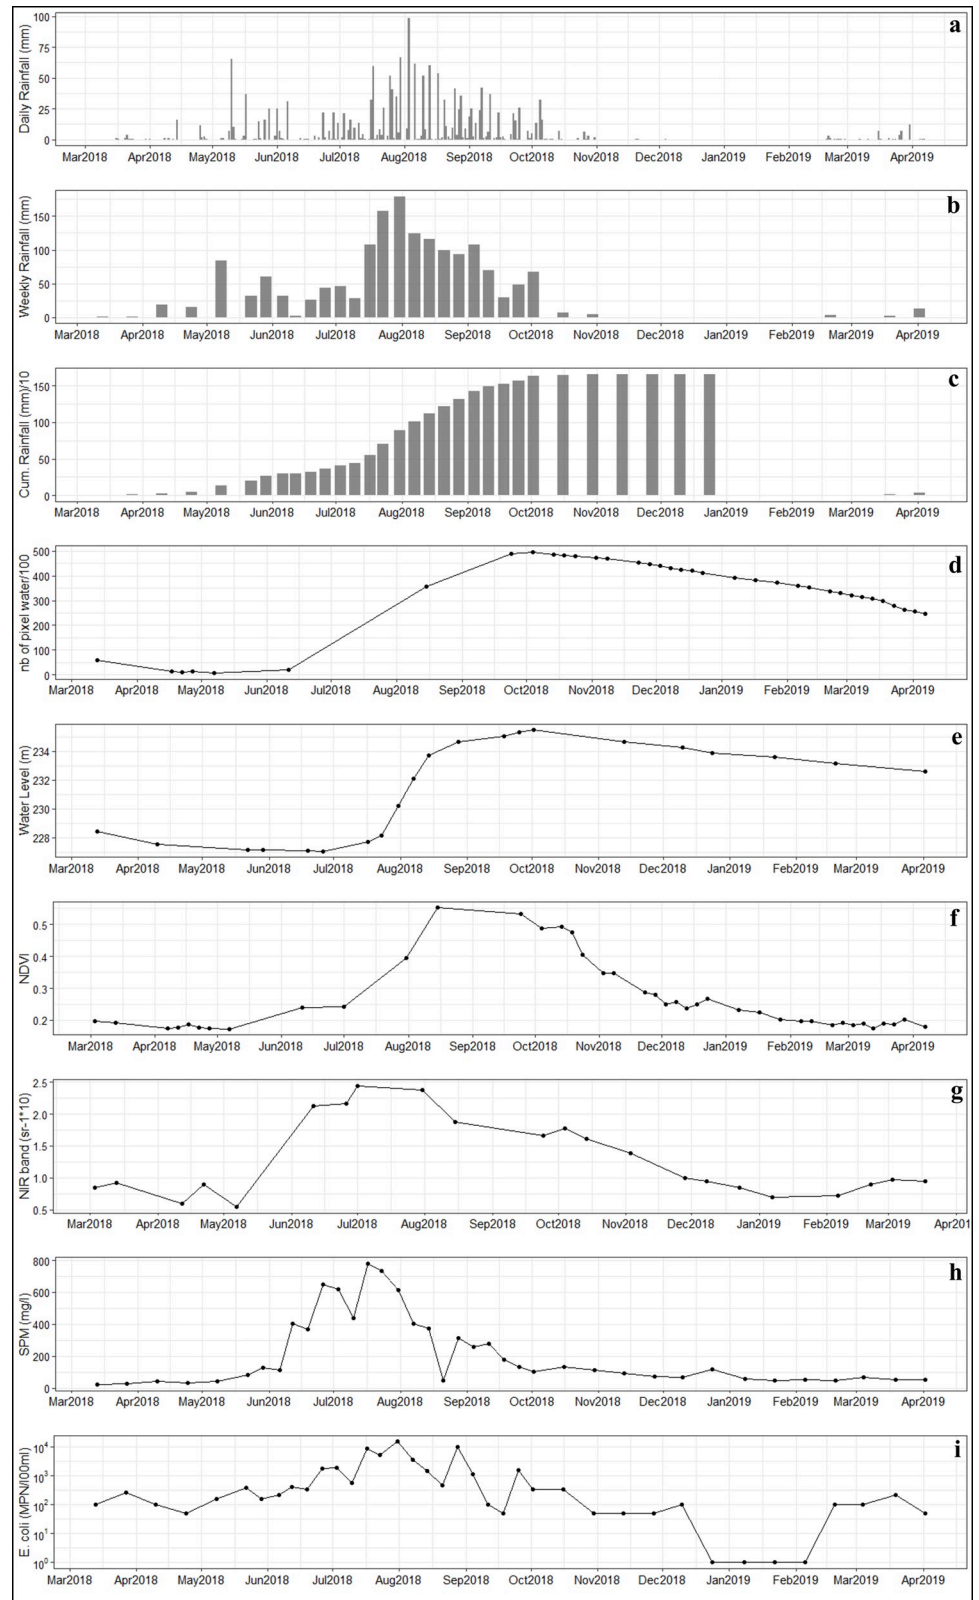 a
Daily Rainfall (mm)
100
75
50
25
0
Mar2018 Apr2018 May2018 Jun2018 Jul2018 Aug2018 Sep2018 Oct2018 Nov2018 Dec2018 Jan2019 Feb2019 Mar2019 Apr2019
b
Weekly Rainfall (mm)
150
100
50
0
Mar2018 Apr2018 May2018 Jun2018 Jul2018 Aug2018 Sep2018 Oct2018 Nov2018 Dec2018 Jan2019 Feb2019 Mar2019 Apr2019
c
Cum. Rainfall (mm)/10
150
100
50
0
Mar2018 Apr2018 May2018 Jun2018 Jul2018 Aug2018 Sep2018 Oct2018 Nov2018 Dec2018 Jan2019 Feb2019 Mar2019 Apr2019
d
nb of pixel water/100
500
400
300
200
100
0
Mar2018 Apr2018 May2018 Jun2018 Jul2018 Aug2018 Sep2018 Oct2018 Nov2018 Dec2018 Jan2019 Feb2019 Mar2019 Apr2019
e
Water Level (m)
234
232
230
228
Mar2018 Apr2018 May2018 Jun2018 Jul2018 Aug2018 Sep2018 Oct2018 Nov2018 Dec2018 Jan2019 Feb2019 Mar2019 Apr2019
f
NDVI
0.5
0.4
0.3
0.2
Mar2018 Apr2018 May2018 Jun2018 Jul2018 Aug2018 Sep2018 Oct2018 Nov2018 Dec2018 Jan2019 Feb2019 Mar2019 Apr2019
g
NIR band (sr-1*10)
2.5
2.0
1.5
1.0
0.5
Mar2018 Apr2018 May2018 Jun2018 Jul2018 Aug2018 Sep2018 Oct2018 Nov2018 Dec2018 Jan2019 Feb2019 Mar2019 Apr201
h
SPM (mg/l)
800
600
400
200
0
Mar2018 Apr2018 May2018 Jun2018 Jul2018 Aug2018 Sep2018 Oct2018 Nov2018 Dec2018 Jan2019 Feb2019 Mar2019 Apr2019
i
E. coli (MPN/l00ml)
10⁴
10³
10²
10¹
10⁰
Mar2018 Apr2018 May2018 Jun2018 Jul2018 Aug2018 Sep2018 Oct2018 Nov2018 Dec2018 Jan2019 Feb2019 Mar2019 Apr2019